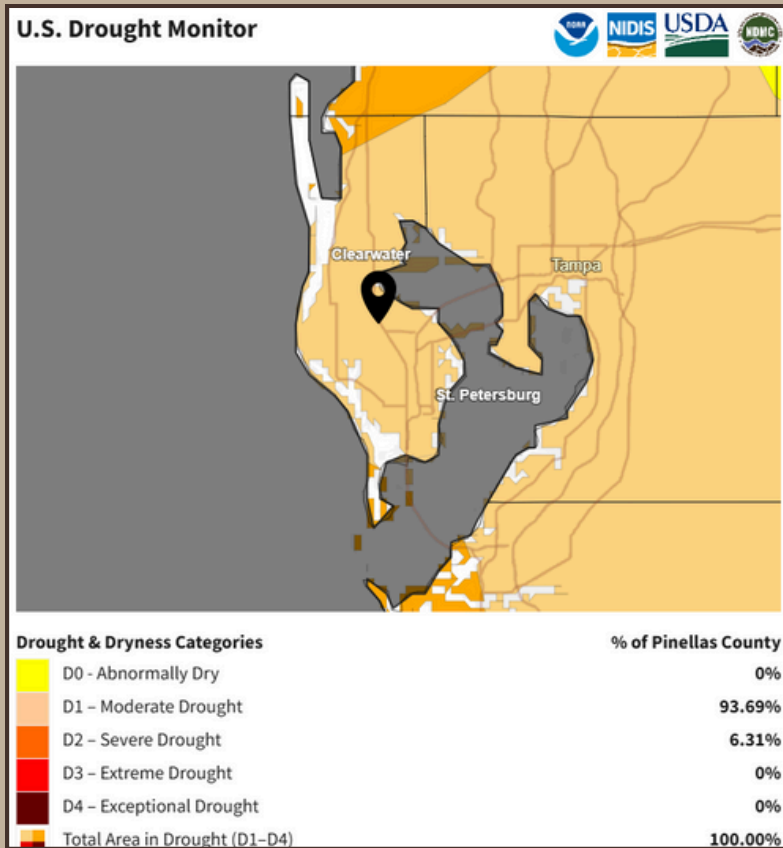 U.S. Drought Monitor
NOAA
NIDIS
USDA
NDMC
Clearwater
Tampa
St. Petersburg
Drought & Dryness Categories % of Pinellas County
D0 - Abnormally Dry 0%
D1 – Moderate Drought 93.69%
D2 – Severe Drought 6.31%
D3 – Extreme Drought 0%
D4 – Exceptional Drought 0%
Total Area in Drought (D1–D4) 100.00%